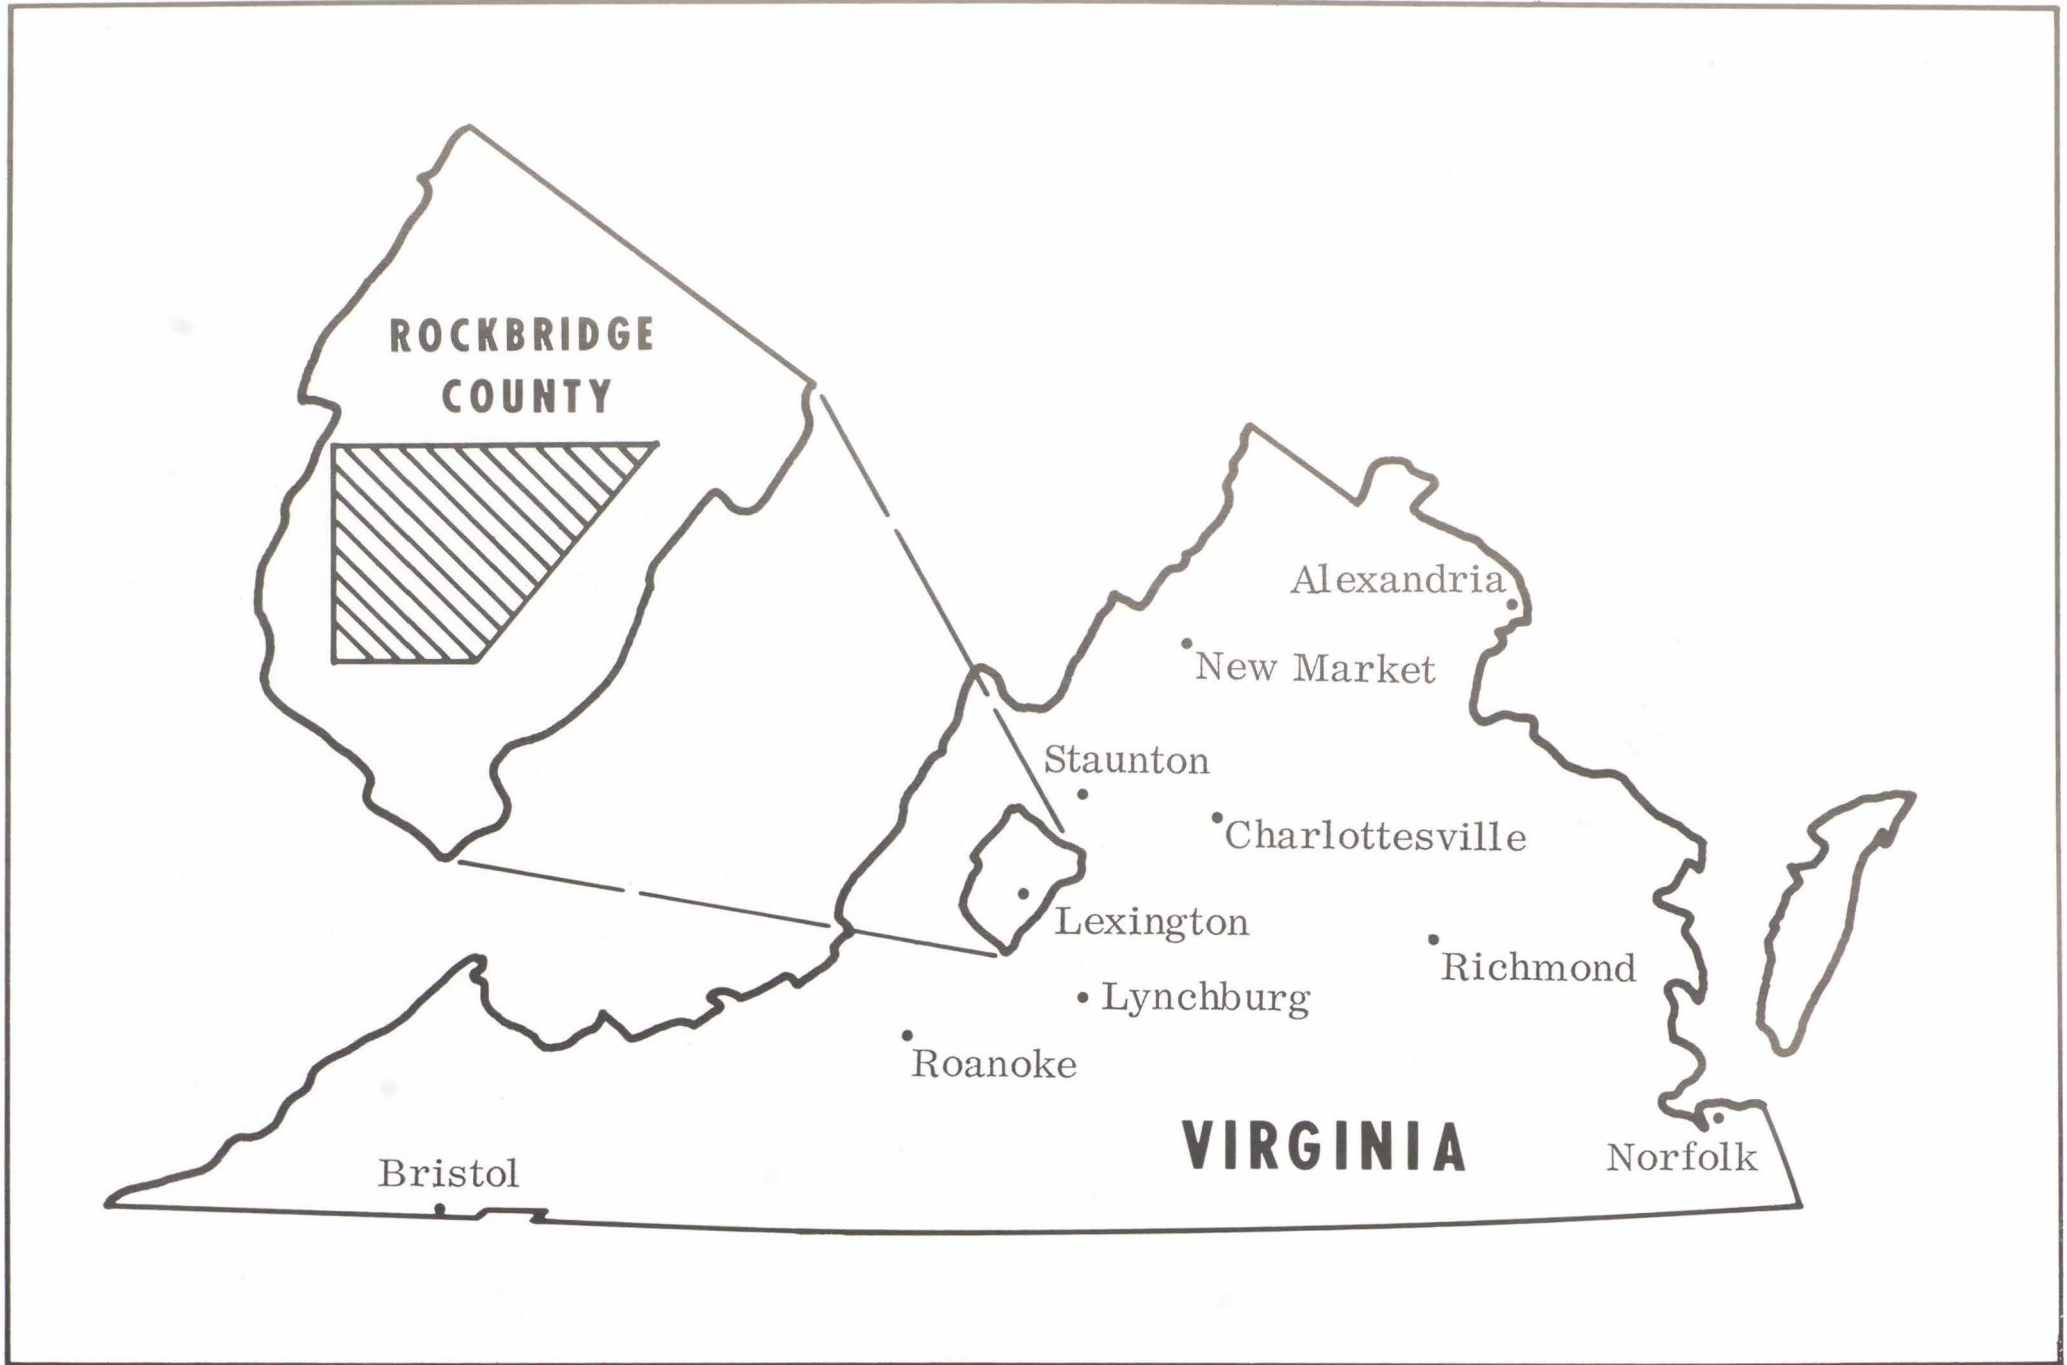 ROCKBRIDGE
COUNTY
Alexandria
New Market
Staunton
Charlottesville
Lexington
Richmond
Lynchburg
Roanoke
VIRGINIA
Norfolk
Bristol